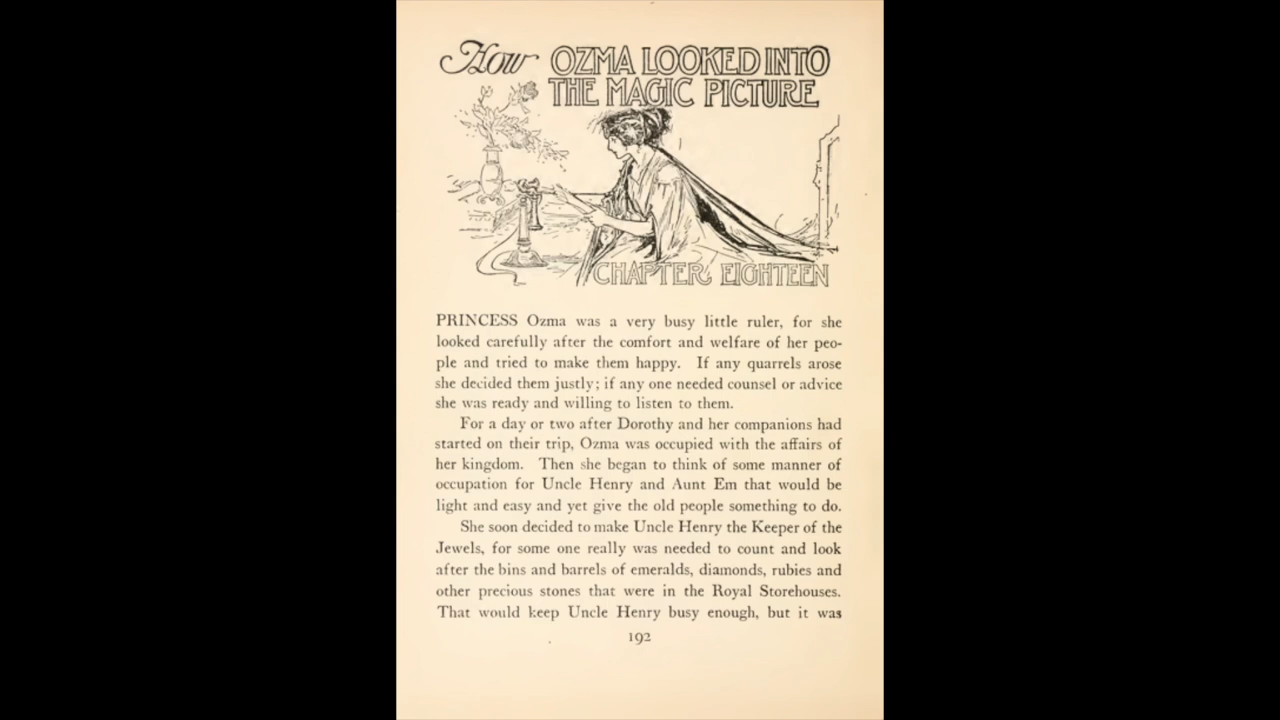 How OZMA LOOKED INTO
THE MAGIC PICTURE
CHAPTER EIGHTEEN
PRINCESS Ozma was a very busy little ruler, for she
looked carefully after the comfort and welfare of her peo-
ple and tried to make them happy. If any quarrels arose
she decided them justly; if any one needed counsel or advice
she was ready and willing to listen to them.
For a day or two after Dorothy and her companions had
started on their trip, Ozma was occupied with the affairs of
her kingdom. Then she began to think of some manner of
occupation for Uncle Henry and Aunt Em that would be
light and easy and yet give the old people something to do.
She soon decided to make Uncle Henry the Keeper of the
Jewels, for some one really was needed to count and look
after the bins and barrels of emeralds, diamonds, rubies and
other precious stones that were in the Royal Storehouses.
That would keep Uncle Henry busy enough, but it was
192